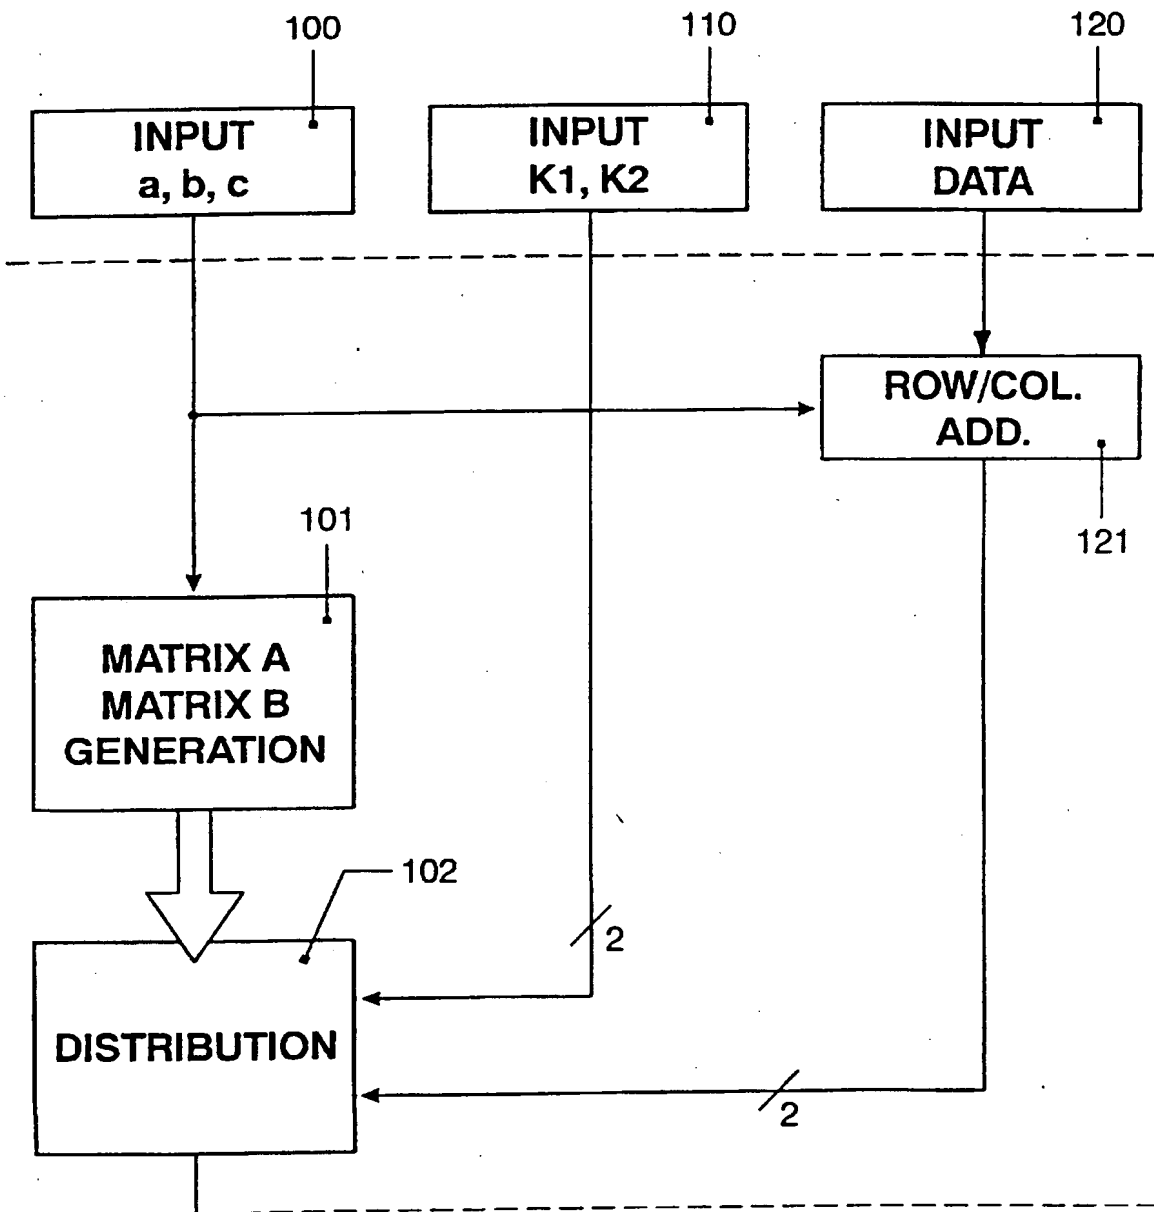 100
110
120
INPUT
a, b, c
INPUT
K1, K2
INPUT
DATA
ROW/COL.
ADD.
121
101
MATRIX A
MATRIX B
GENERATION
102
2
DISTRIBUTION
2